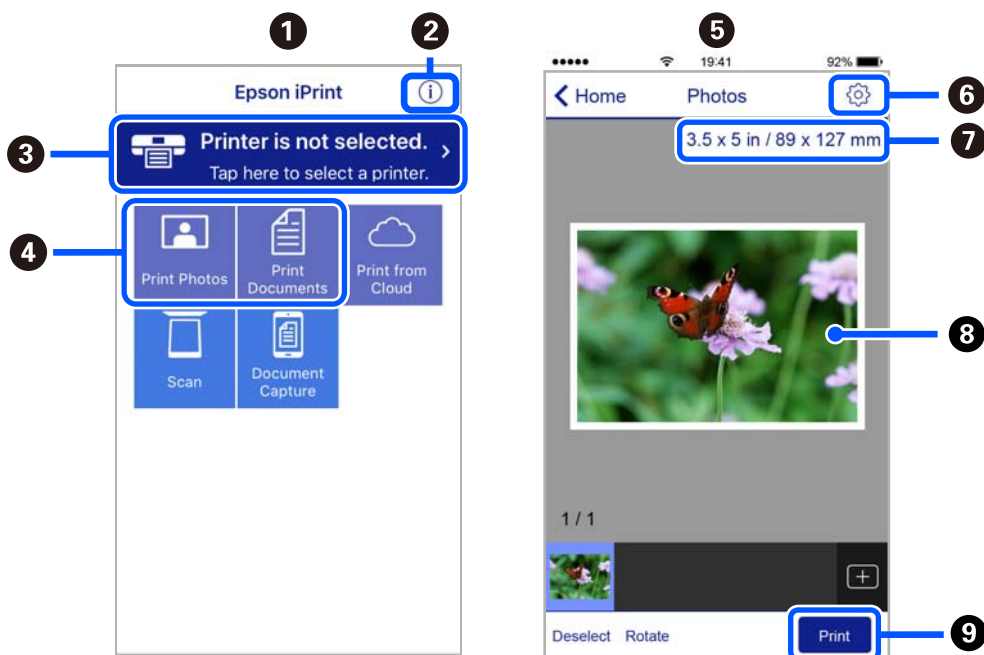 1
2
Epson iPrint
i
3
Printer is not selected.
Tap here to select a printer.
4
Print Photos
Print
Documents
Print from
Cloud
Scan
Document
Capture
5
19:41
92%
Home
Photos
6
3.5 x 5 in / 89 x 127 mm
7
8
1 / 1
Deselect Rotate
Print
9